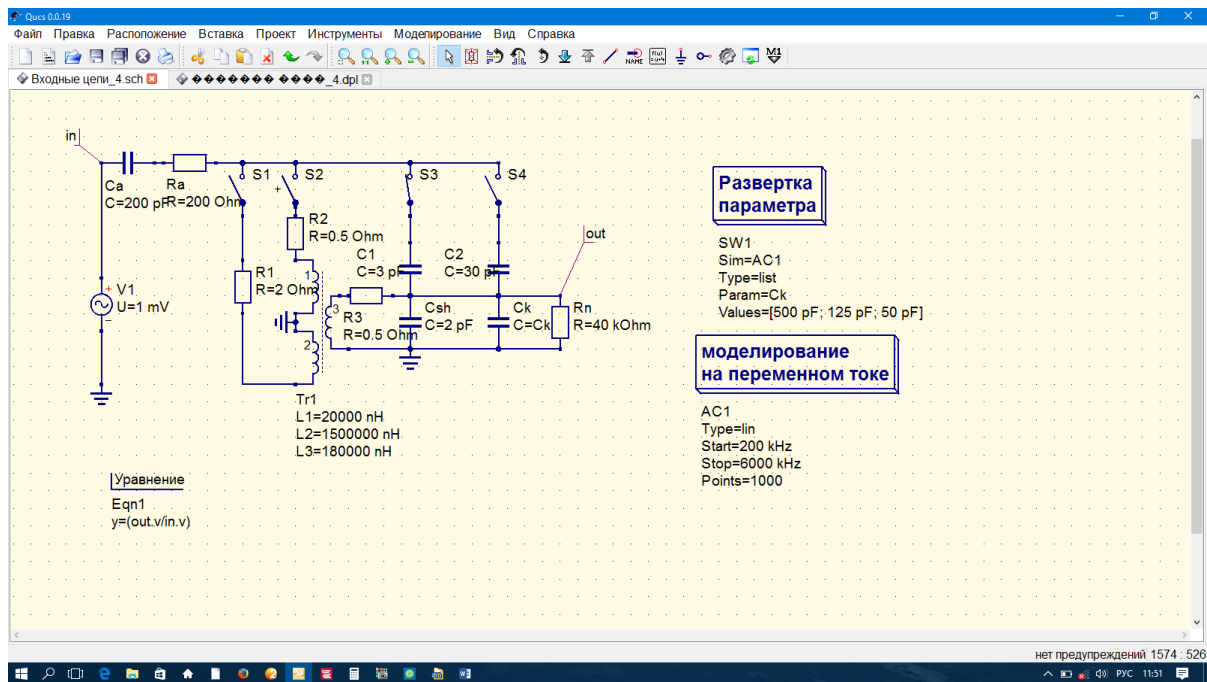 Qucs 0.0.19
Файл Правка Расположение Вставка Проект Инструменты Моделирование Вид Справка
NAME
M1
Входные цепи_4.sch
������� ����_4.dpl
in
S1
S2
S3
S4
Ca
C=200 pF
Ra
R=200 Ohm
R2
R=0.5 Ohm
out
C1
C=3 pF
C2
C=30 pF
R1
R=2 Ohm
V1
U=1 mV
1
2
3
R3
R=0.5 Ohm
Csh
C=2 pF
Ck
C=Ck
Rn
R=40 kOhm
Tr1
L1=20000 nH
L2=1500000 nH
L3=180000 nH
Уравнение
Eqn1
y=(out.v/in.v)
Развертка
параметра
SW1
Sim=AC1
Type=list
Param=Ck
Values=[500 pF; 125 pF; 50 pF]
моделирование
на переменном токе
AC1
Type=lin
Start=200 kHz
Stop=6000 kHz
Points=1000
нет предупреждений 1574 : 526
РУС 11:51